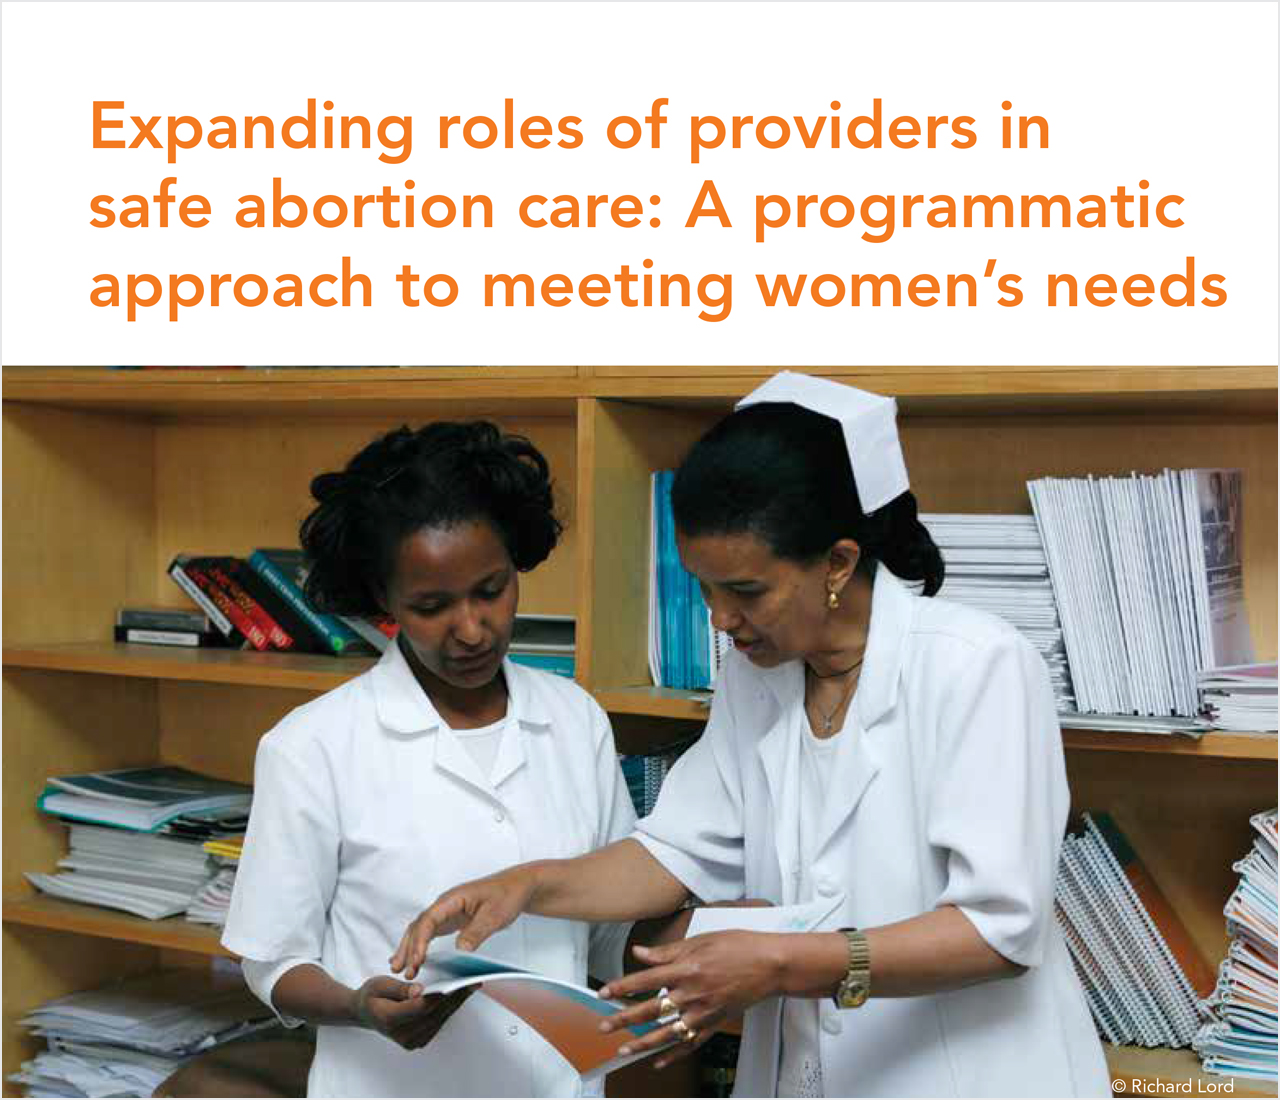 Expanding roles of providers in
safe abortion care: A programmatic
approach to meeting women’s needs
© Richard Lord